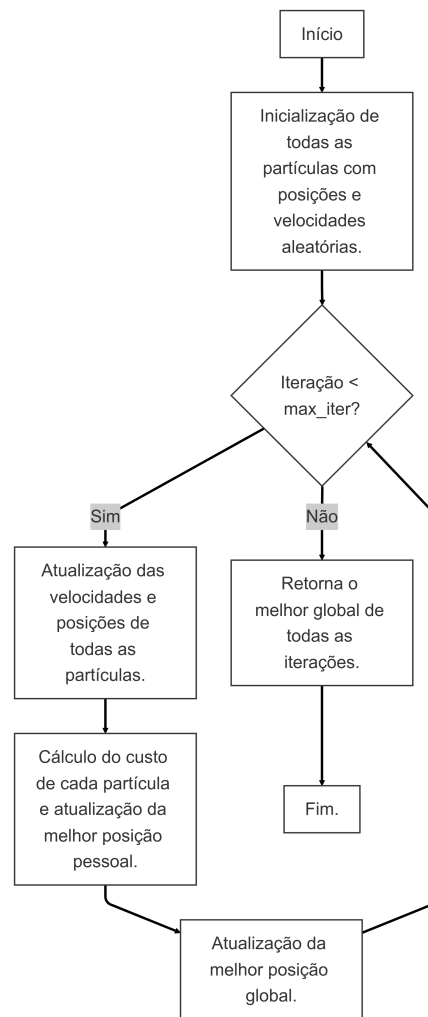 Início
Inicialização de
todas as
partículas com
posições e
velocidades
aleatórias.
Iteração <
max_iter?
Sim
Não
Atualização das
velocidades e
posições de
todas as
partículas.
Retorna o
melhor global de
todas as
iterações.
Cálculo do custo
de cada partícula
e atualização da
melhor posição
pessoal.
Fim.
Atualização da
melhor posição
global.